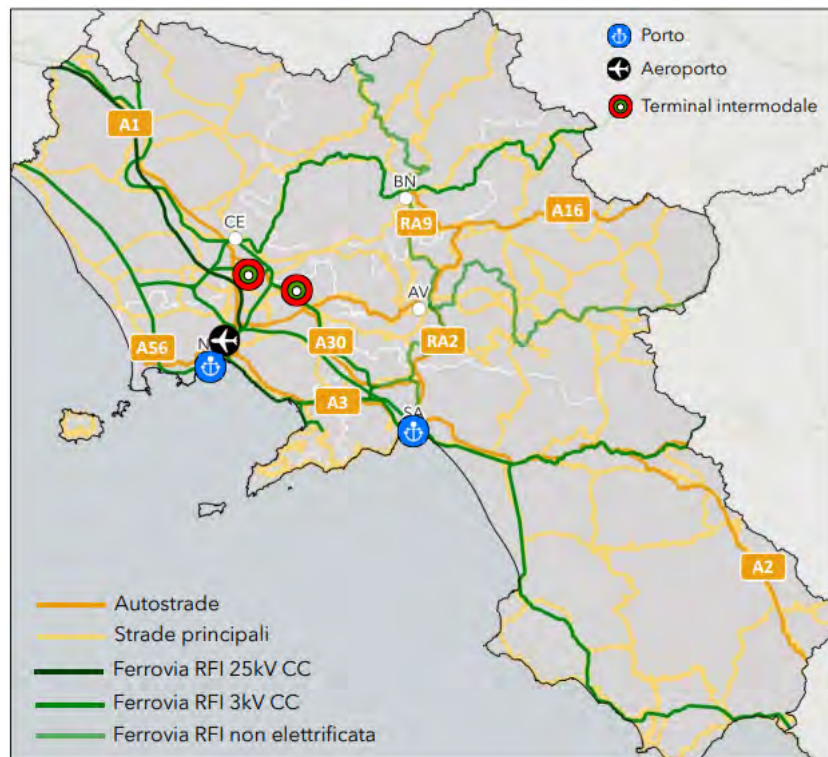 Porto
Aeroporto
Terminal intermodale
A1
BN
CE
RA9
A16
AV
A56
N
A30
RA2
A3
SA
A2
Autostrade
Strade principali
Ferrovia RFI 25kV CC
Ferrovia RFI 3kV CC
Ferrovia RFI non elettrificata